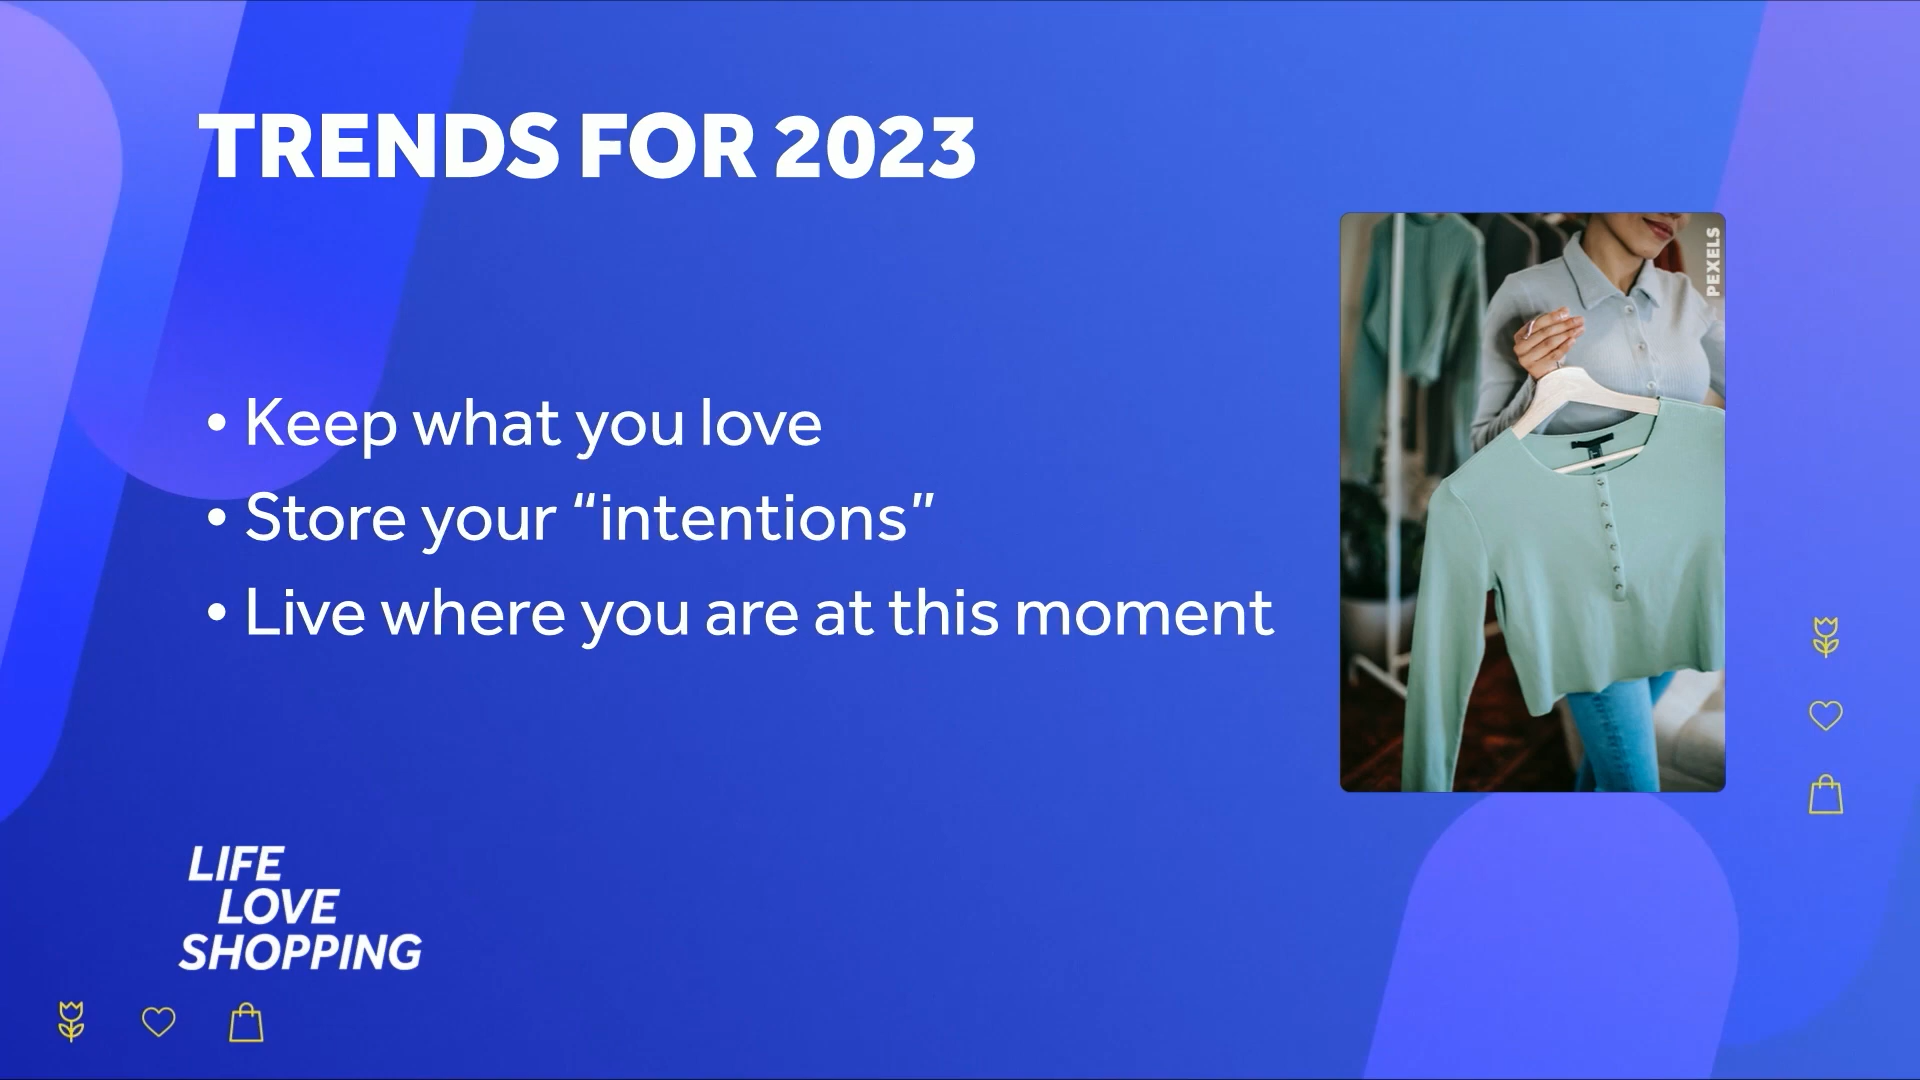 TRENDS FOR 2023
• Keep what you love
• Store your “intentions”
• Live where you are at this moment
PEXELS
LIFE
LOVE
SHOPPING